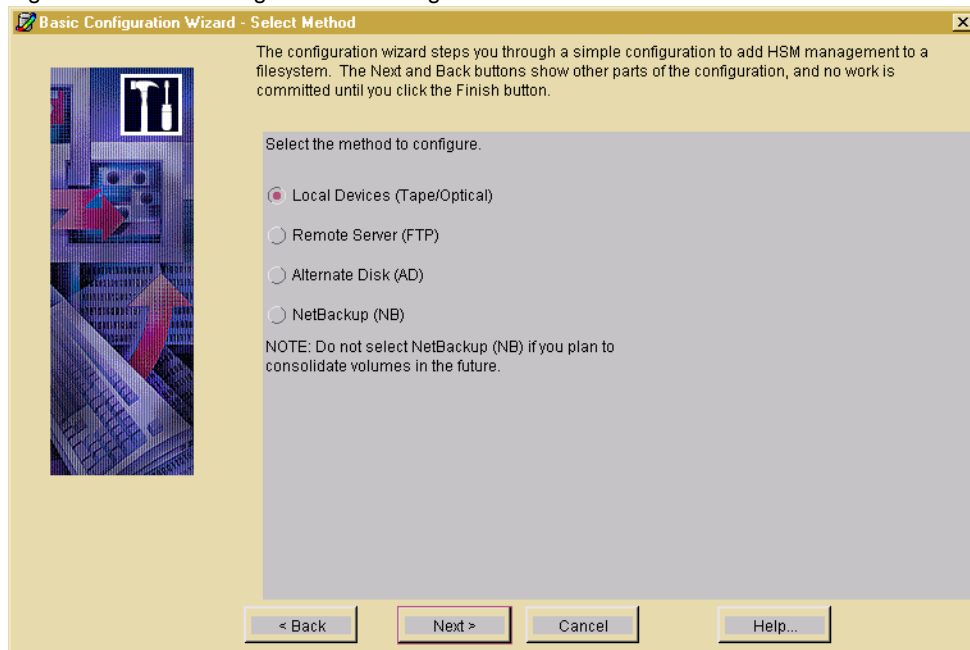 Basic Configuration Wizard - Select Method
The configuration wizard steps you through a simple configuration to add HSM management to a
filesystem. The Next and Back buttons show other parts of the configuration, and no work is
committed until you click the Finish button.
Select the method to configure.
Local Devices (Tape/Optical)
Remote Server (FTP)
Alternate Disk (AD)
NetBackup (NB)
NOTE: Do not select NetBackup (NB) if you plan to
consolidate volumes in the future.
< Back
Next >
Cancel
Help...